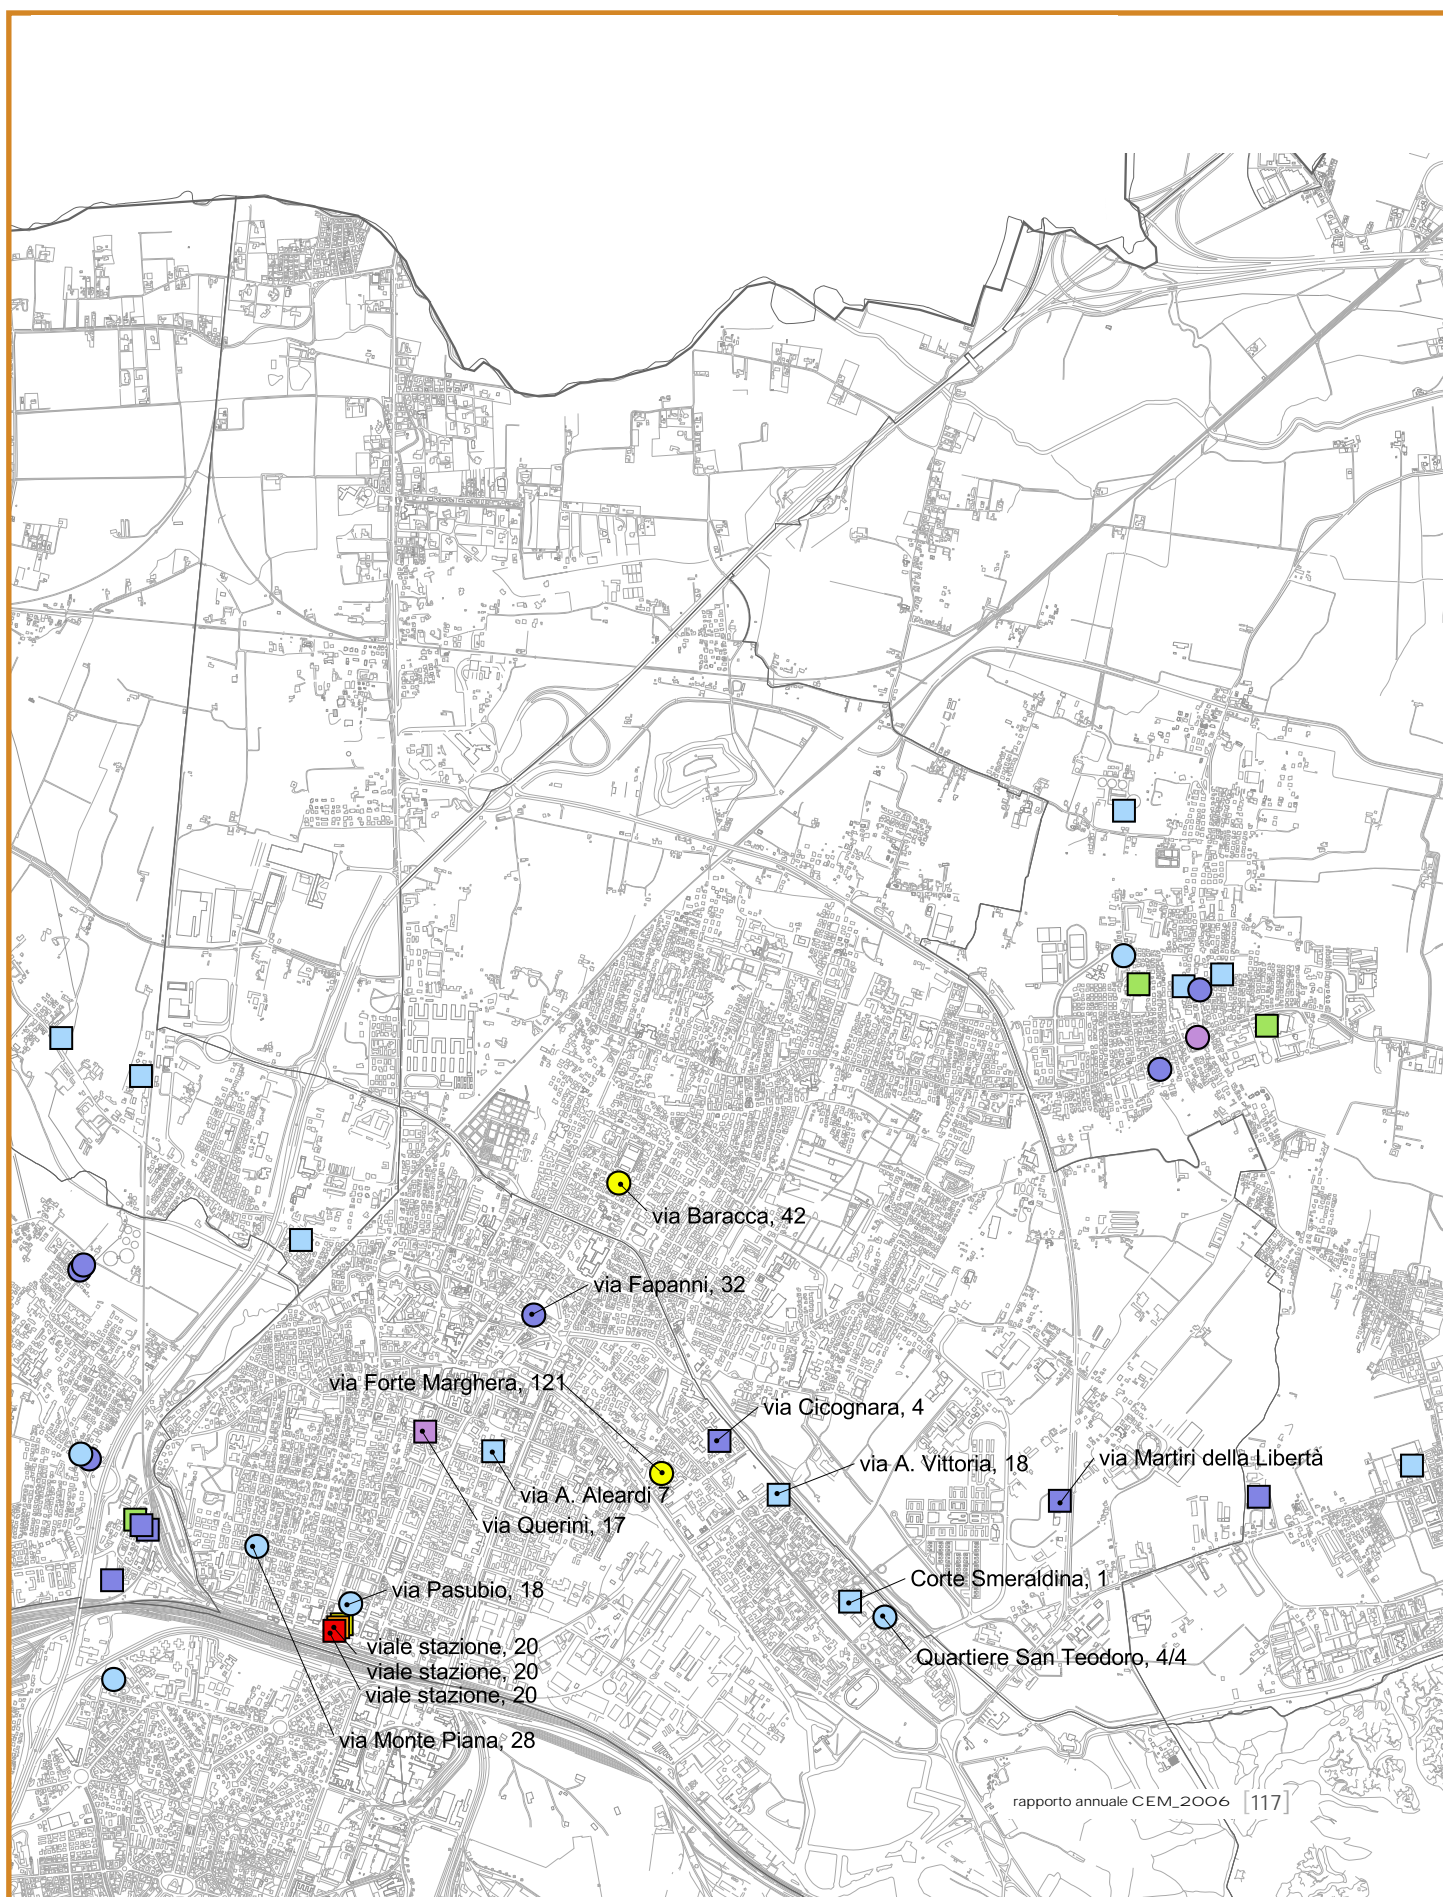 via Baracca, 42
via Fapanni, 32
via Forte Marghera, 121
via Cicognara, 4
via A. Vittoria, 18
via Martiri della Libertà
via A. Aleardi 7
via Querini, 17
via Pasubio, 18
Corte Smeraldina, 1
viale stazione, 20
Quartiere San Teodoro, 4/4
viale stazione, 20
viale stazione, 20
via Monte Piana, 28
rapporto annuale CEM_2006 [117]